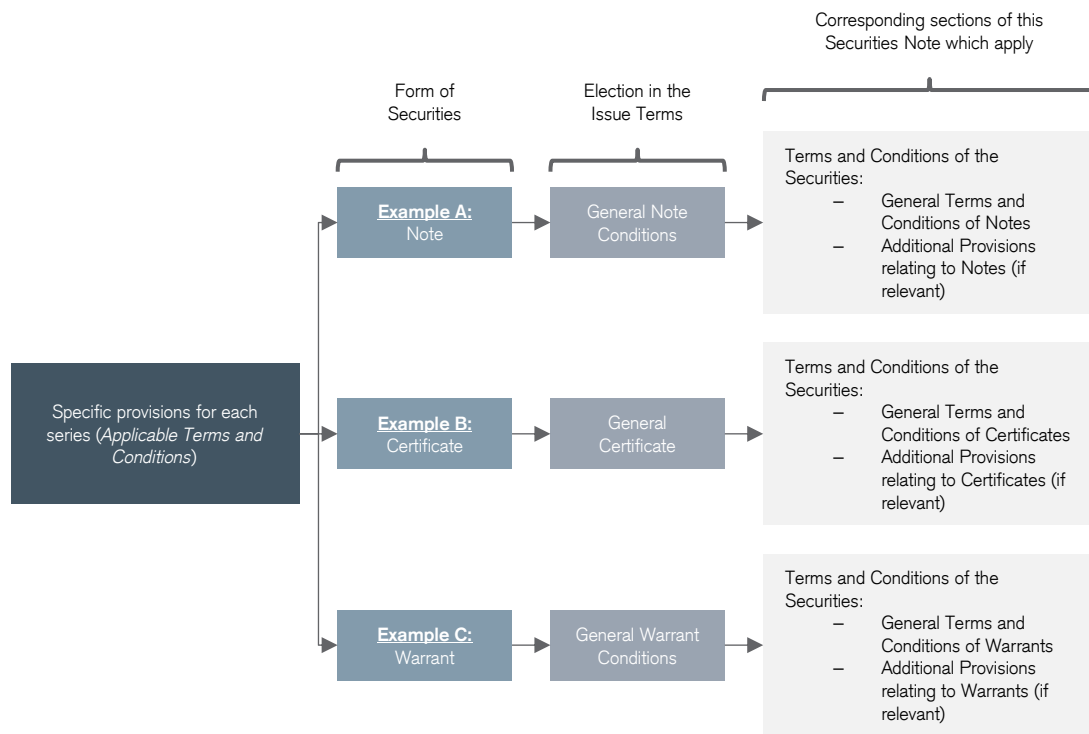 Corresponding sections of this
Securities Note which apply
Form of
Securities
Election in the
Issue Terms
Terms and Conditions of the
Securities:
– General Terms and
Conditions of Notes
– Additional Provisions
relating to Notes (if
relevant)
Example A:
Note
General Note
Conditions
Specific provisions for each
series (Applicable Terms and
Conditions)
Example B:
Certificate
General
Certificate
Terms and Conditions of the
Securities:
– General Terms and
Conditions of Certificates
– Additional Provisions
relating to Certificates (if
relevant)
Example C:
Warrant
General Warrant
Conditions
Terms and Conditions of the
Securities:
– General Terms and
Conditions of Warrants
– Additional Provisions
relating to Warrants (if
relevant)